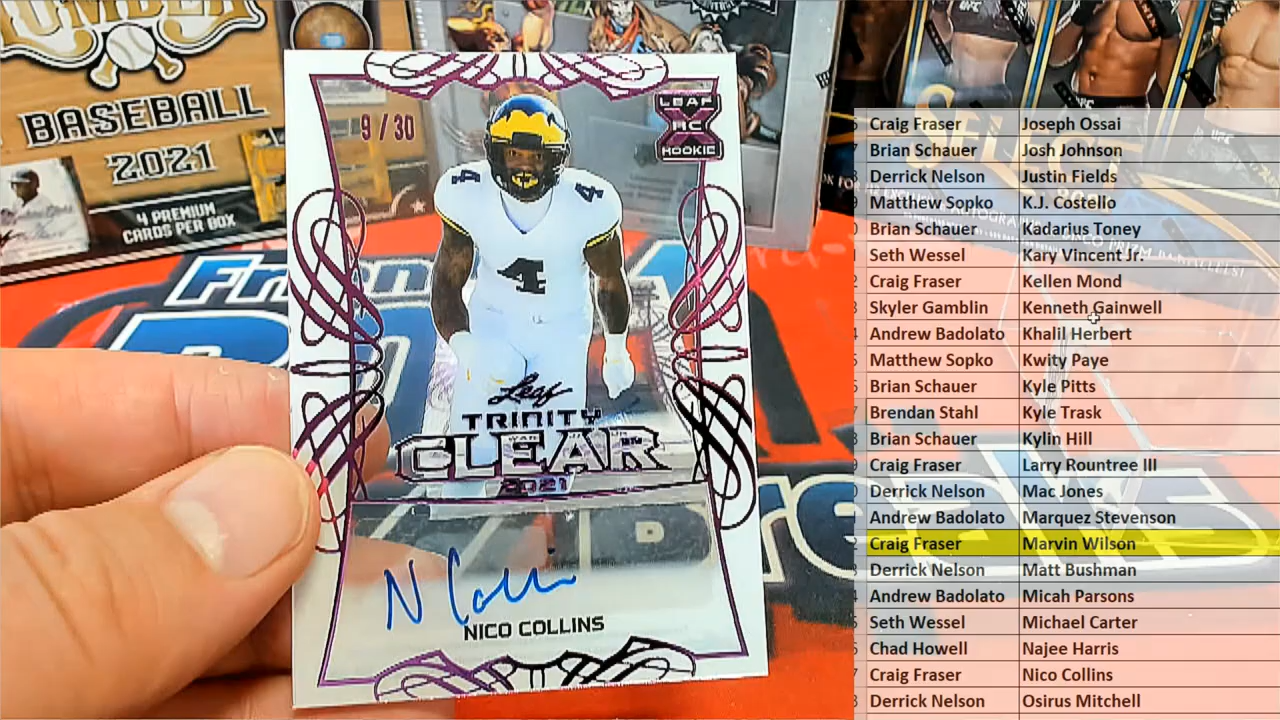 BASEBALL
2021
4 PREMIUM
CARDS PER BOX
9 / 30
LEAF
RC
ROOKIE
4
4
4
Leaf
TRINITY
CLEAR
2021
N Collins
NICO COLLINS
UFC
Craig Fraser Joseph Ossai
Brian Schauer Josh Johnson
Derrick Nelson Justin Fields
Matthew Sopko K.J. Costello
Brian Schauer Kadarius Toney
Seth Wessel Kary Vincent Jr.
Craig Fraser Kellen Mond
Skyler Gamblin Kenneth Gainwell
Andrew Badolato Khalil Herbert
Matthew Sopko Kwity Paye
Brian Schauer Kyle Pitts
Brendan Stahl Kyle Trask
Brian Schauer Kylin Hill
Craig Fraser Larry Rountree III
Derrick Nelson Mac Jones
Andrew Badolato Marquez Stevenson
Craig Fraser Marvin Wilson
Derrick Nelson Matt Bushman
Andrew Badolato Micah Parsons
Seth Wessel Michael Carter
Chad Howell Najee Harris
Craig Fraser Nico Collins
Derrick Nelson Osirus Mitchell